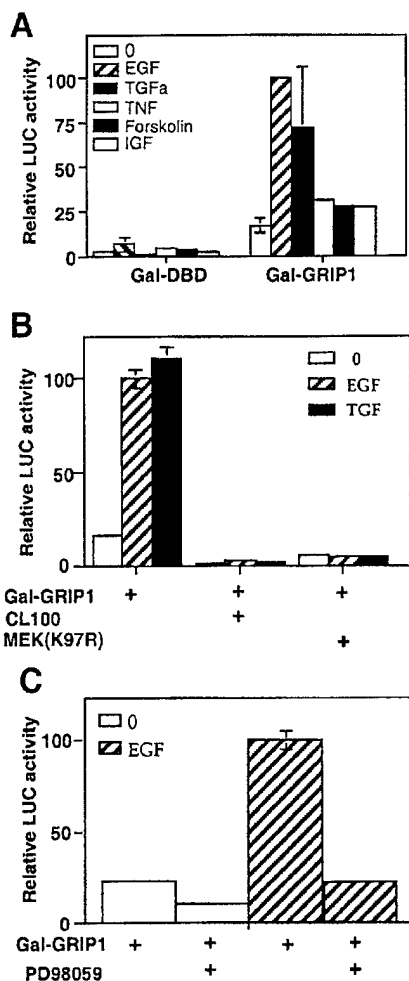 A
0
EGF
TGFa
TNF
Forskolin
IGF
Relative LUC activity
100
75
50
25
0
Gal-DBD Gal-GRIP1
B
0
EGF
TGF
Relative LUC activity
100
50
0
Gal-GRIP1 + + +
CL100 +
MEK(K97R) +
C
0
EGF
Relative LUC activity
100
50
0
Gal-GRIP1 + + + +
PD98059 + +